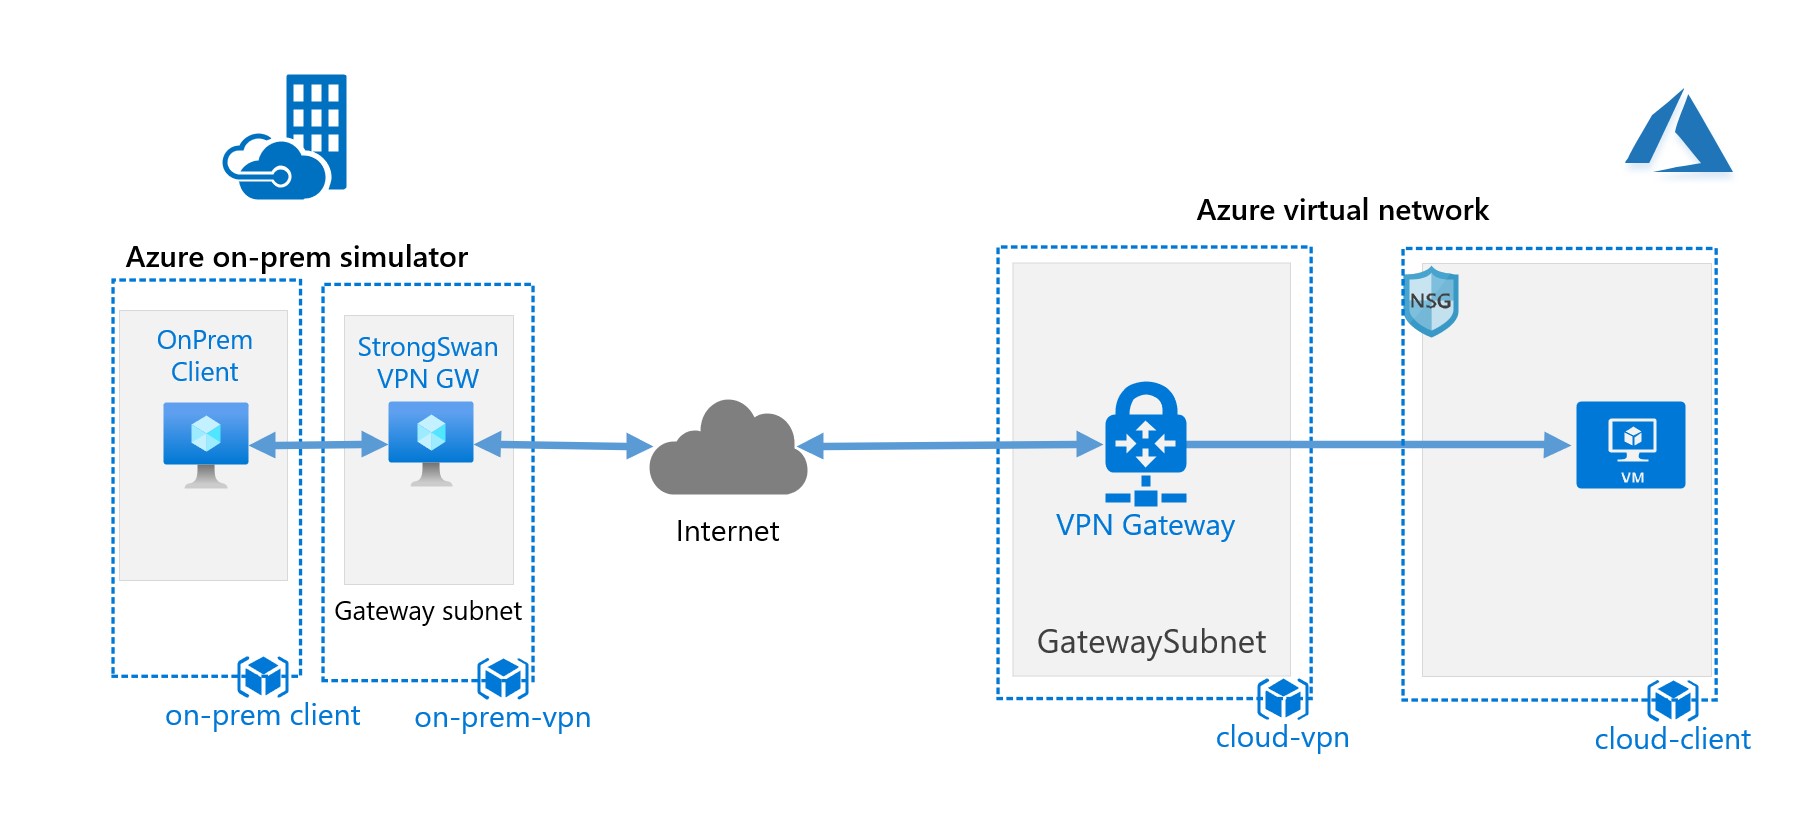 Azure on-prem simulator
OnPrem
Client
StrongSwan
VPN GW
Gateway subnet
on-prem client
on-prem-vpn
Internet
Azure virtual network
VPN Gateway
GatewaySubnet
cloud-vpn
NSG
VM
cloud-client